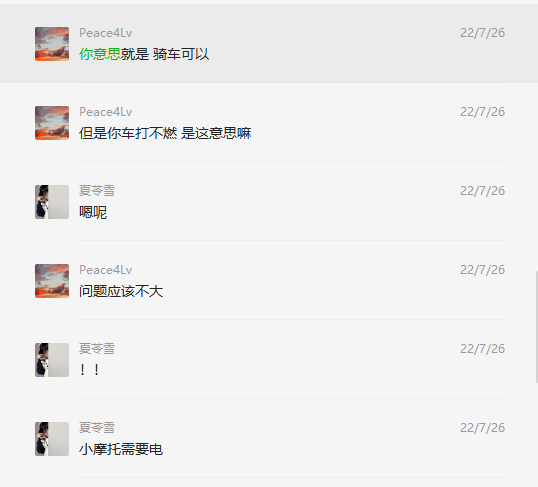 Peace4Lv 22/7/26
你意思就是 骑车可以
Peace4Lv 22/7/26
但是你车打不燃 是这意思嘛
夏苓雪 22/7/26
嗯呢
Peace4Lv 22/7/26
问题应该不大
夏苓雪 22/7/26
！！
夏苓雪 22/7/26
小摩托需要电